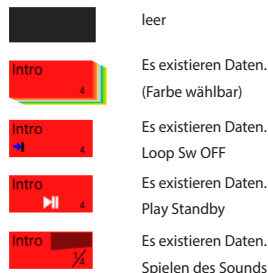 leer
Intro
4
Es existieren Daten.
(Farbe wählbar)
Intro
4
Es existieren Daten.
Loop Sw OFF
Intro
4
Es existieren Daten.
Play Standby
Intro
1/4
Es existieren Daten.
Spielen des Sounds